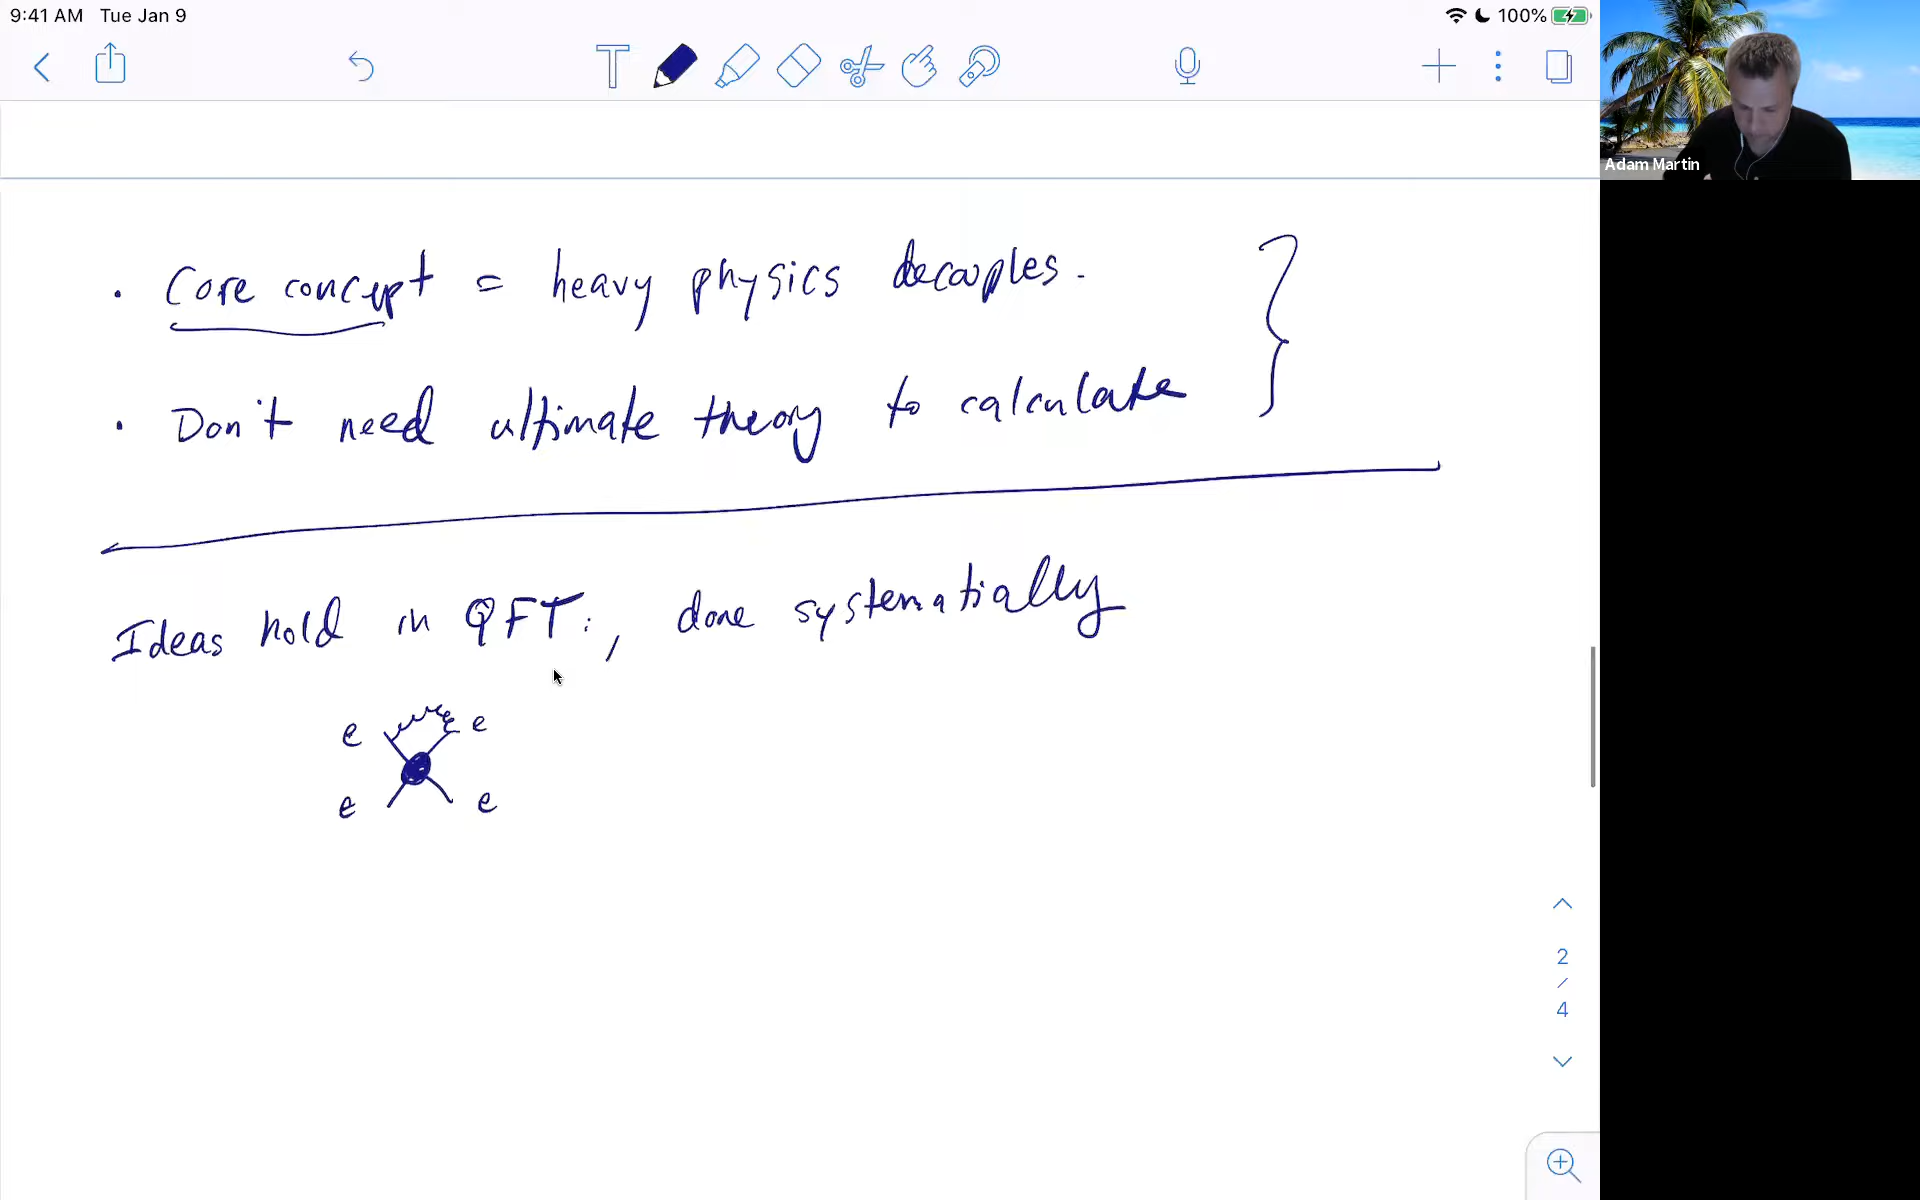 9:41 AM Tue Jan 9
100%
Adam Martin
· Core concept = heavy physics decouples.
· Don't need ultimate theory to calculate
Ideas hold in QFT:, done systematially
e e
e e
2
/
4